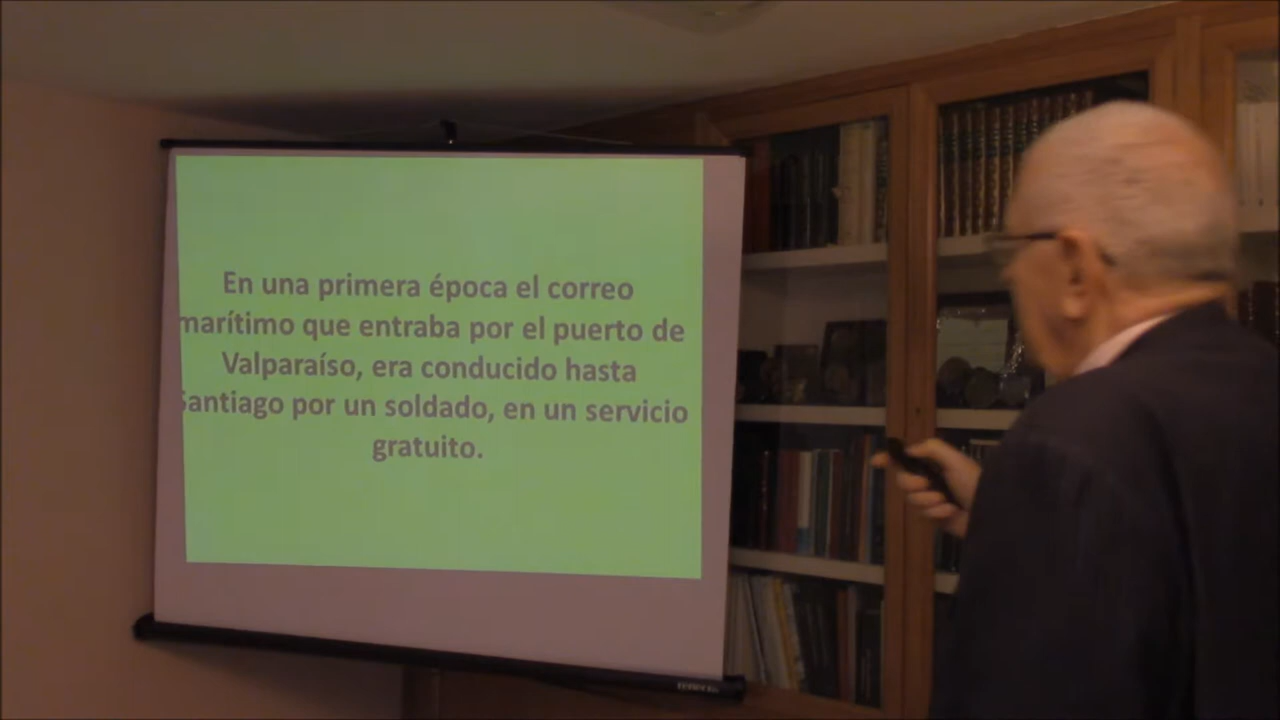 En una primera época el correo
marítimo que entraba por el puerto de
Valparaíso, era conducido hasta
Santiago por un soldado, en un servicio
gratuito.